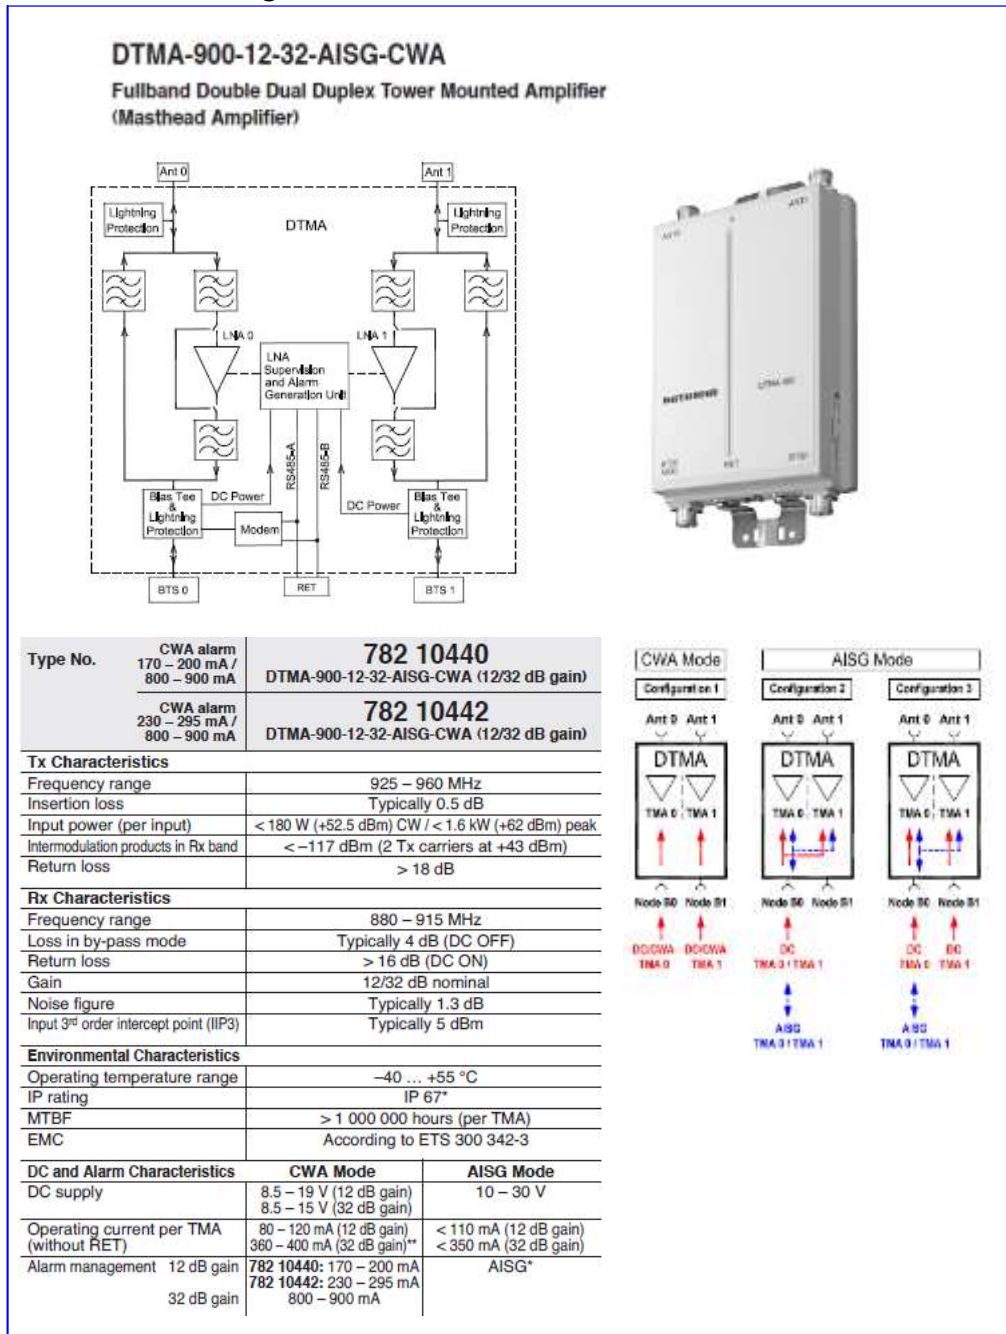 DTMA-900-12-32-AISG-CWA
Fullband Double Dual Duplex Tower Mounted Amplifier
(Masthead Amplifier)
Ant 0
Ant 1
Lightning
Protection
DTMA
Lightning
Protection
LNA 0
LNA 1
LNA
Supervision
and Alarm
Generation Unit
RS485-A
RS485-B
Bias Tee
&
Lightning
Protection
DC Power
DC Power
Bias Tee
&
Lightning
Protection
Modem
BTS 0
RET
BTS 1
ANT1
DTMA-900
RET
Type No. CWA alarm 170 – 200 mA / 800 – 900 mA 782 10440
DTMA-900-12-32-AISG-CWA (12/32 dB gain)
CWA alarm 230 – 295 mA / 800 – 900 mA 782 10442
DTMA-900-12-32-AISG-CWA (12/32 dB gain)
Tx Characteristics
Frequency range 925 – 960 MHz
Insertion loss Typically 0.5 dB
Input power (per input) < 180 W (+52.5 dBm) CW / < 1.6 kW (+62 dBm) peak
Intermodulation products in Rx band < –117 dBm (2 Tx carriers at +43 dBm)
Return loss > 18 dB
Rx Characteristics
Frequency range 880 – 915 MHz
Loss in by-pass mode Typically 4 dB (DC OFF)
Return loss > 16 dB (DC ON)
Gain 12/32 dB nominal
Noise figure Typically 1.3 dB
Input 3rd order intercept point (IIP3) Typically 5 dBm
Environmental Characteristics
Operating temperature range –40 … +55 °C
IP rating IP 67*
MTBF > 1 000 000 hours (per TMA)
EMC According to ETS 300 342-3
DC and Alarm Characteristics CWA Mode AISG Mode
DC supply 8.5 – 19 V (12 dB gain) 10 – 30 V
8.5 – 15 V (32 dB gain)
Operating current per TMA 80 – 120 mA (12 dB gain) < 110 mA (12 dB gain)
(without RET) 360 – 400 mA (32 dB gain)** < 350 mA (32 dB gain)
Alarm management 12 dB gain 782 10440: 170 – 200 mA AISG*
782 10442: 230 – 295 mA
32 dB gain 800 – 900 mA
CWA Mode AISG Mode
Configuration 1 Configuration 2 Configuration 3
Ant 0 Ant 1 Ant 0 Ant 1 Ant 0 Ant 1
DTMA DTMA DTMA
TMA 0 TMA 1 TMA 0 TMA 1 TMA 0 TMA 1
Node B0 Node B1 Node B0 Node B1 Node B0 Node B1
DC/CWA DC/CWA DC DC DC
TMA 0 TMA 1 TMA 0 / TMA 1 TMA 0 TMA 1
AISG AISG
TMA 0 / TMA 1 TMA 0 / TMA 1